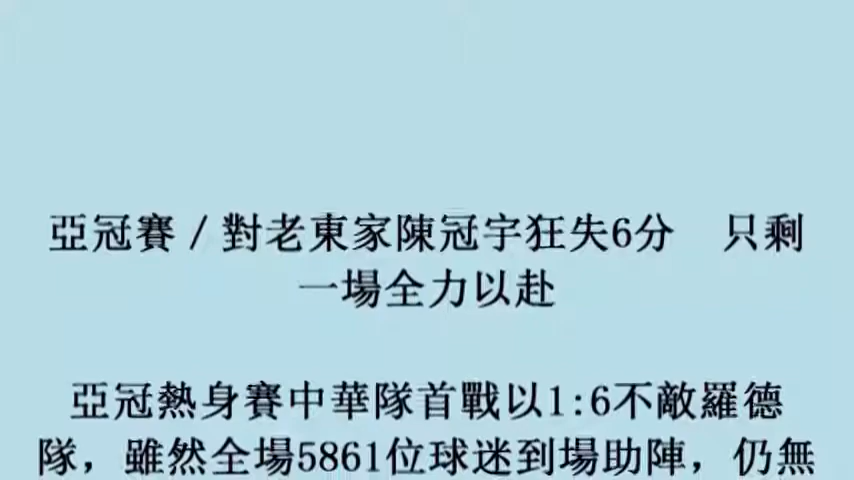 亞冠賽／對老東家陳冠宇狂失6分　只剩
一場全力以赴
亞冠熱身賽中華隊首戰以1:6不敵羅德
隊，雖然全場5861位球迷到場助陣，仍無